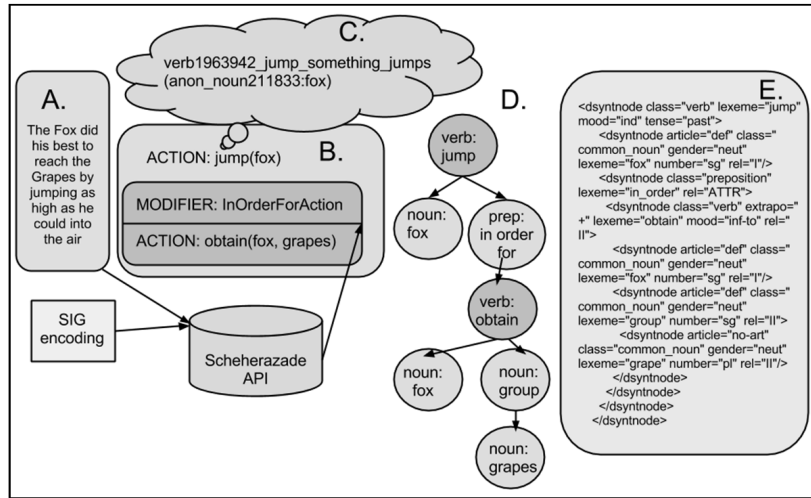 A.
The Fox did
his best to
reach the
Grapes by
jumping as
high as he
could into
the air
SIG
encoding
C.
verb1963942_jump_something_jumps
(anon_noun211833:fox)
B.
ACTION: jump(fox)
MODIFIER: InOrderForAction
ACTION: obtain(fox, grapes)
Scheherazade
API
D.
verb:
jump
noun:
fox
prep:
in order
for
verb:
obtain
noun:
fox
noun:
group
noun:
grapes
E.
<dsyntnode class="verb" lexeme="jump"
mood="ind" tense="past">
<dsyntnode article="def" class="
common_noun" gender="neut"
lexeme="fox" number="sg" rel="I"/>
<dsyntnode class="preposition"
lexeme="in_order" rel="ATTR">
<dsyntnode class="verb" extrapo="
+" lexeme="obtain" mood="inf-to" rel="
II">
<dsyntnode article="def" class="
common_noun" gender="neut"
lexeme="fox" number="sg" rel="I"/>
<dsyntnode article="def" class="
common_noun" gender="neut"
lexeme="group" number="sg" rel="II">
<dsyntnode article="no-art"
class="common_noun" gender="neut"
lexeme="grape" number="pl" rel="II"/>
</dsyntnode>
</dsyntnode>
</dsyntnode>
</dsyntnode>